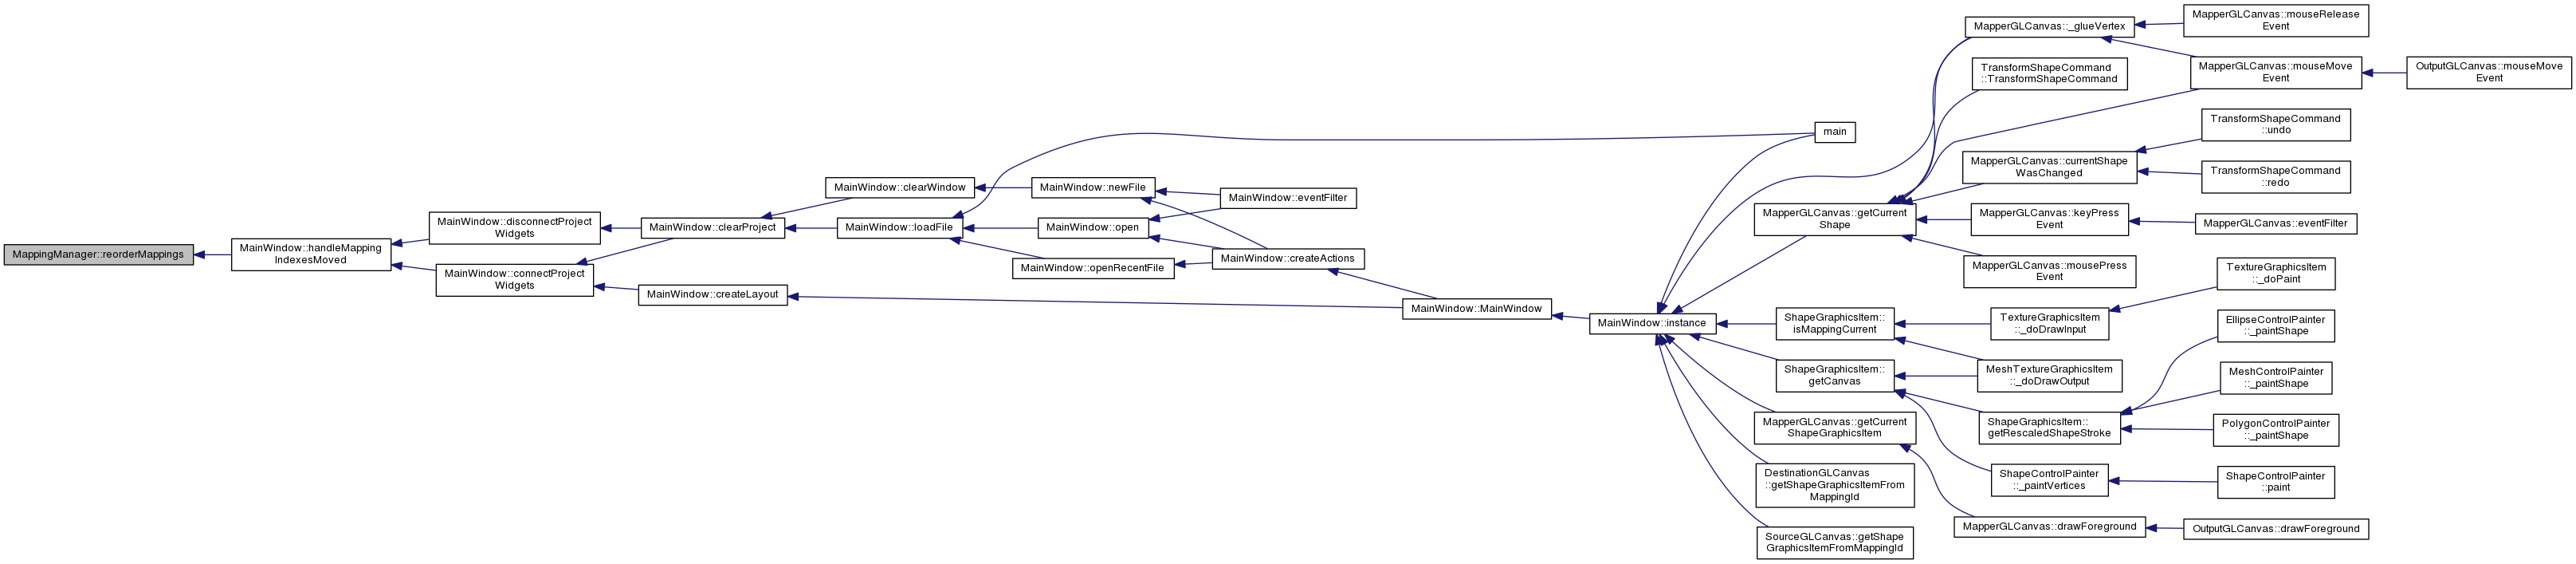 MappingManager::reorderMappings
MainWindow::handleMapping
IndexesMoved
MainWindow::disconnectProject
Widgets
MainWindow::connectProject
Widgets
MainWindow::clearProject
MainWindow::createLayout
MainWindow::clearWindow
MainWindow::loadFile
MainWindow::newFile
MainWindow::open
MainWindow::openRecentFile
MainWindow::eventFilter
MainWindow::createActions
MainWindow::MainWindow
MainWindow::instance
main
MapperGLCanvas::getCurrent
Shape
ShapeGraphicsItem::
isMappingCurrent
ShapeGraphicsItem::
getCanvas
MapperGLCanvas::getCurrent
ShapeGraphicsItem
DestinationGLCanvas
::getShapeGraphicsItemFrom
MappingId
SourceGLCanvas::getShape
GraphicsItemFromMappingId
MapperGLCanvas::_glueVertex
TransformShapeCommand
::TransformShapeCommand
MapperGLCanvas::currentShape
WasChanged
MapperGLCanvas::keyPress
Event
MapperGLCanvas::mousePress
Event
TextureGraphicsItem
::_doDrawInput
MeshTextureGraphicsItem
::_doDrawOutput
ShapeGraphicsItem::
getRescaledShapeStroke
ShapeControlPainter
::_paintVertices
MapperGLCanvas::drawForeground
MapperGLCanvas::mouseRelease
Event
MapperGLCanvas::mouseMove
Event
TransformShapeCommand
::undo
TransformShapeCommand
::redo
MapperGLCanvas::eventFilter
TextureGraphicsItem
::_doPaint
EllipseControlPainter
::_paintShape
MeshControlPainter
::_paintShape
PolygonControlPainter
::_paintShape
ShapeControlPainter
::paint
OutputGLCanvas::drawForeground
OutputGLCanvas::mouseMove
Event